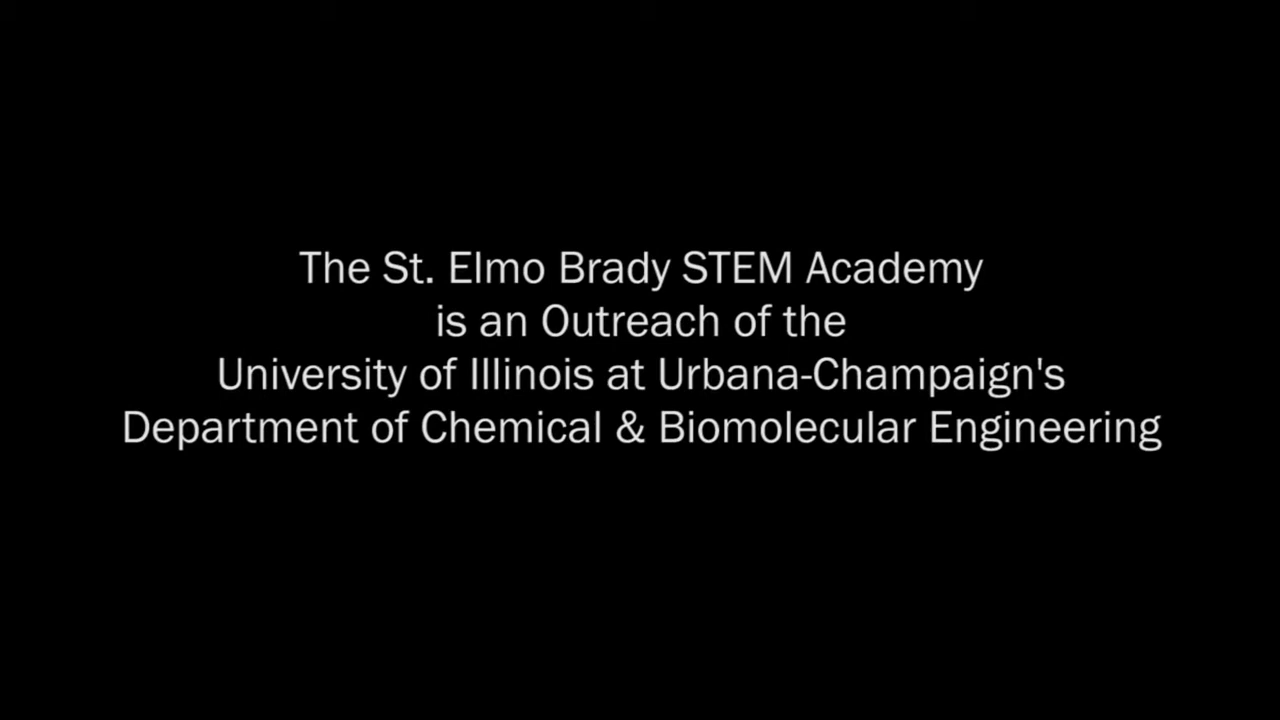 The St. Elmo Brady STEM Academy
is an Outreach of the
University of Illinois at Urbana-Champaign's
Department of Chemical & Biomolecular Engineering